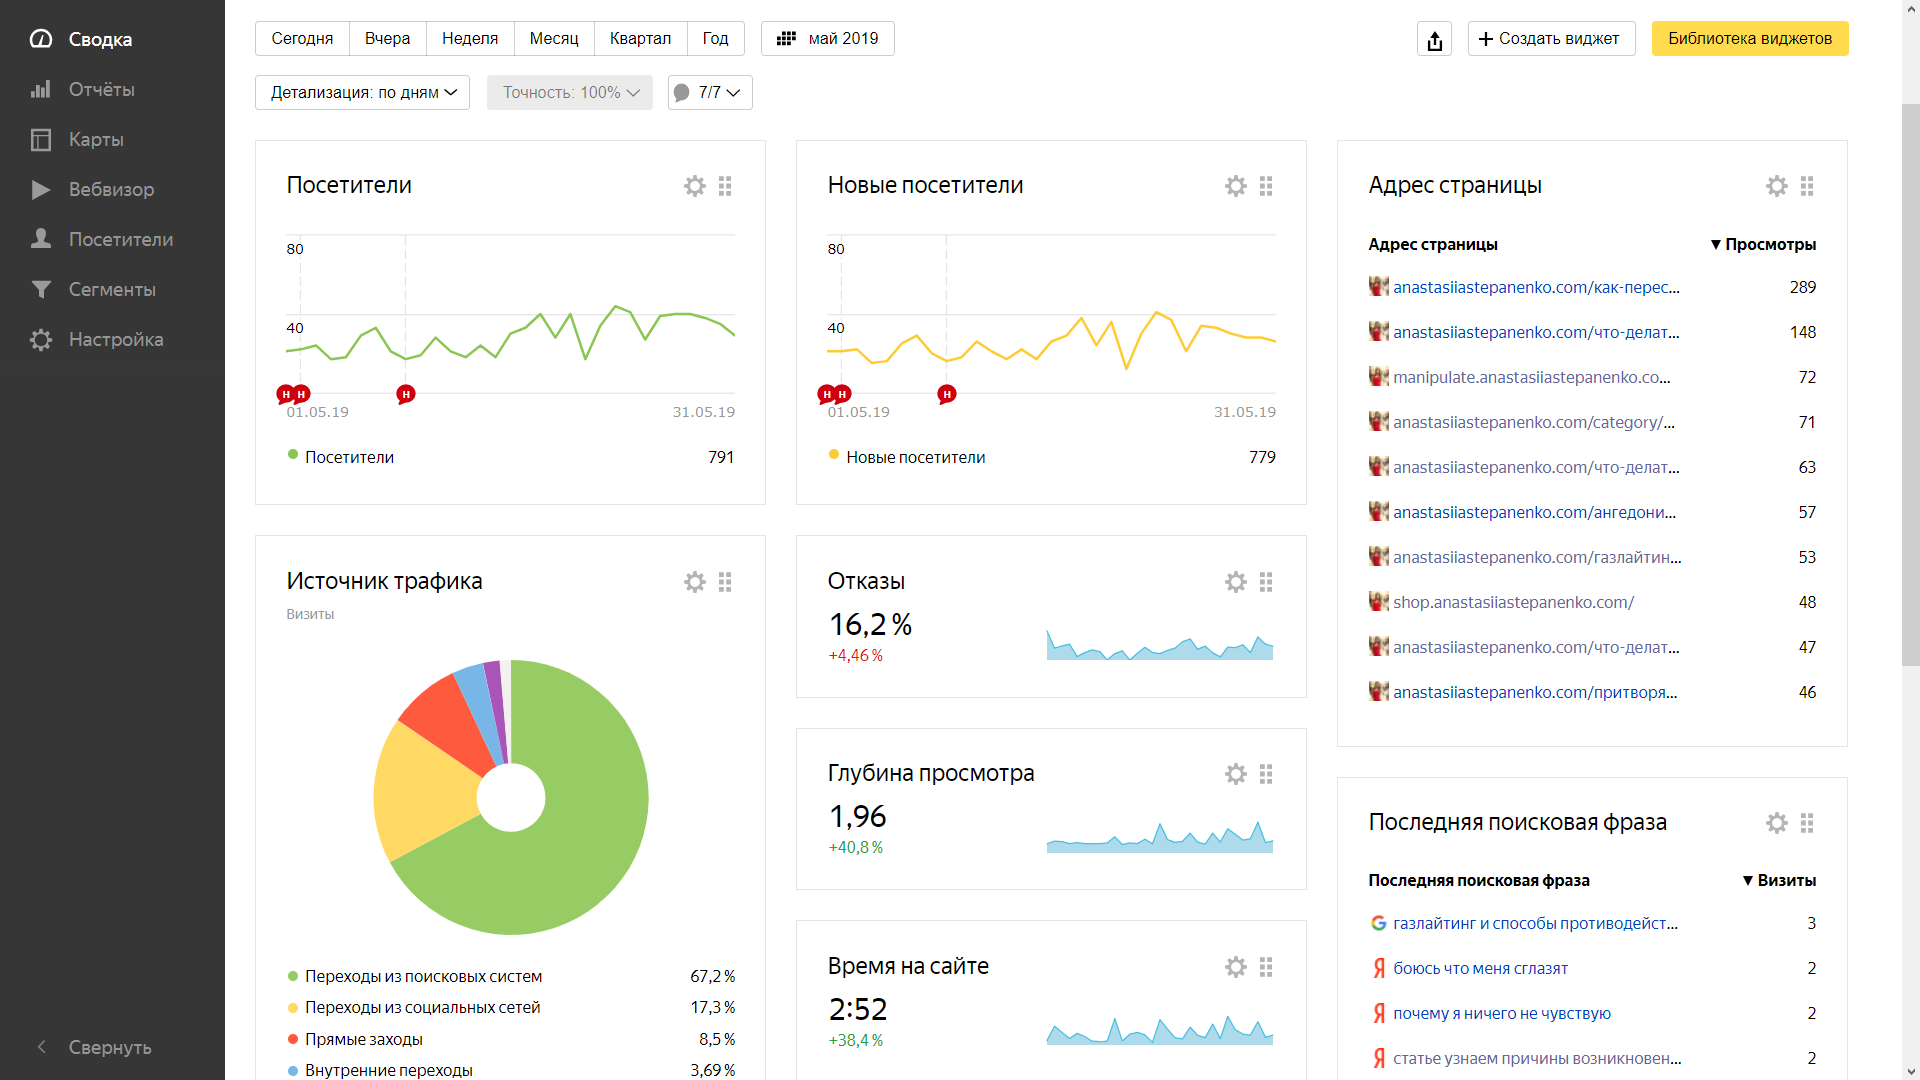 Сводка
Отчёты
Карты
Вебвизор
Посетители
Сегменты
Настройка
Свернуть
Сегодня Вчера Неделя Месяц Квартал Год май 2019 Создать виджет Библиотека виджетов
Детализация: по дням Точность: 100% 7/7
Посетители
80
40
Н Н Н
01.05.19 31.05.19
Посетители 791
Новые посетители
80
40
Н Н Н
01.05.19 31.05.19
Новые посетители 779
Адрес страницы
Адрес страницы ▼ Просмотры
anastasiiastepanenko.com/как-перес... 289
anastasiiastepanenko.com/что-делат... 148
manipulate.anastasiiastepanenko.co... 72
anastasiiastepanenko.com/category/... 71
anastasiiastepanenko.com/что-делат... 63
anastasiiastepanenko.com/ангедони... 57
anastasiiastepanenko.com/газлайтин... 53
shop.anastasiiastepanenko.com/ 48
anastasiiastepanenko.com/что-делат... 47
anastasiiastepanenko.com/притворя... 46
Источник трафика
Визиты
Переходы из поисковых систем 67,2 %
Переходы из социальных сетей 17,3 %
Прямые заходы 8,5 %
Внутренние переходы 3,69 %
Отказы
16,2 %
+4,46 %
Глубина просмотра
1,96
+40,8 %
Время на сайте
2:52
+38,4 %
Последняя поисковая фраза
Последняя поисковая фраза ▼ Визиты
G газлайтинг и способы противодейст... 3
Я боюсь что меня сглазят 2
Я почему я ничего не чувствую 2
Я статье узнаем причины возникновен... 2